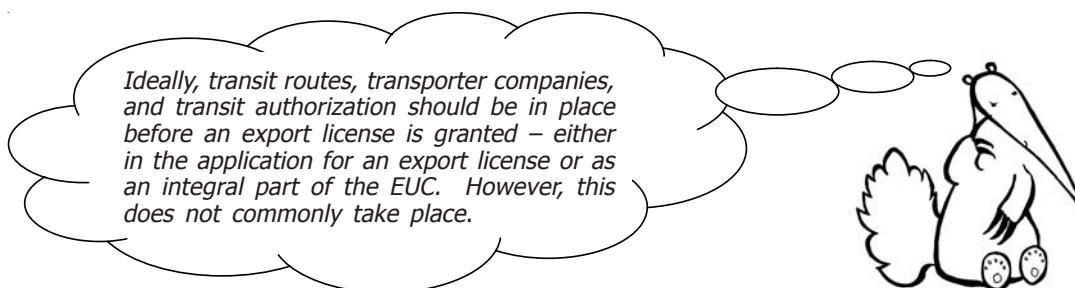 Ideally, transit routes, transporter companies,
and transit authorization should be in place
before an export license is granted – either
in the application for an export license or as
an integral part of the EUC. However, this
does not commonly take place.